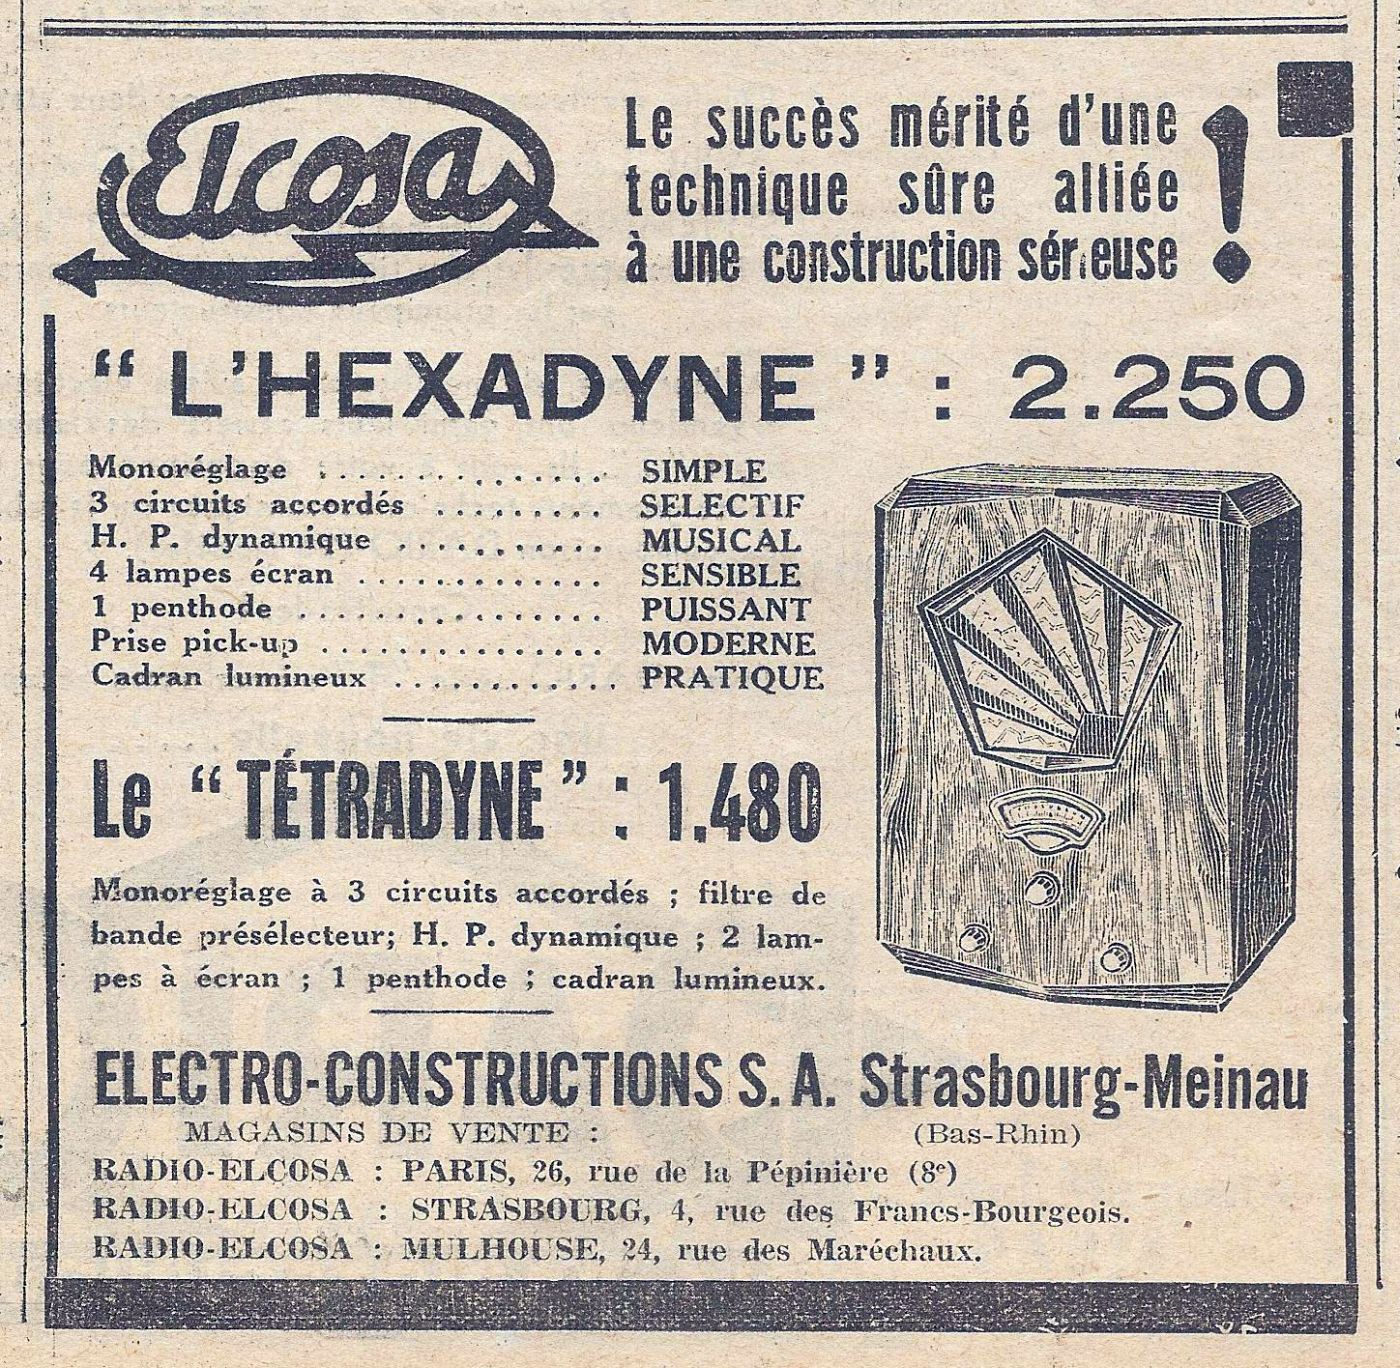 Elcosa
Le succès mérité d'une
technique sûre alliée
à une construction sérieuse !
“ L'HEXADYNE ” : 2.250
Monoréglage ................ SIMPLE
3 circuits accordés ......... SELECTIF
H. P. dynamique ........... MUSICAL
4 lampes écran ............. SENSIBLE
1 penthode ................ PUISSANT
Prise pick-up ............... MODERNE
Cadran lumineux ............ PRATIQUE
Le “ TÉTRADYNE ” : 1.480
Monoréglage à 3 circuits accordés ; filtre de
bande présélecteur; H. P. dynamique ; 2 lam-
pes à écran ; 1 penthode ; cadran lumineux.
ELECTRO-CONSTRUCTIONS S. A. Strasbourg-Meinau
MAGASINS DE VENTE : (Bas-Rhin)
RADIO-ELCOSA : PARIS, 26, rue de la Pépinière (8e)
RADIO-ELCOSA : STRASBOURG, 4, rue des Francs-Bourgeois.
RADIO-ELCOSA : MULHOUSE, 24, rue des Maréchaux.